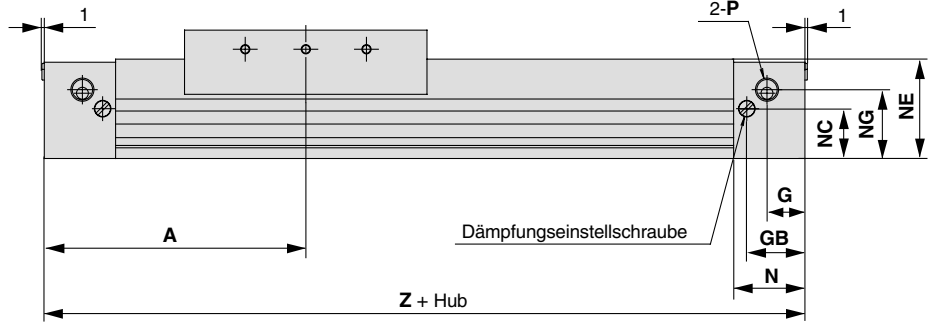 1
2-P
1
NC
NG
NE
G
Dämpfungseinstellschraube
A
GB
N
Z + Hub